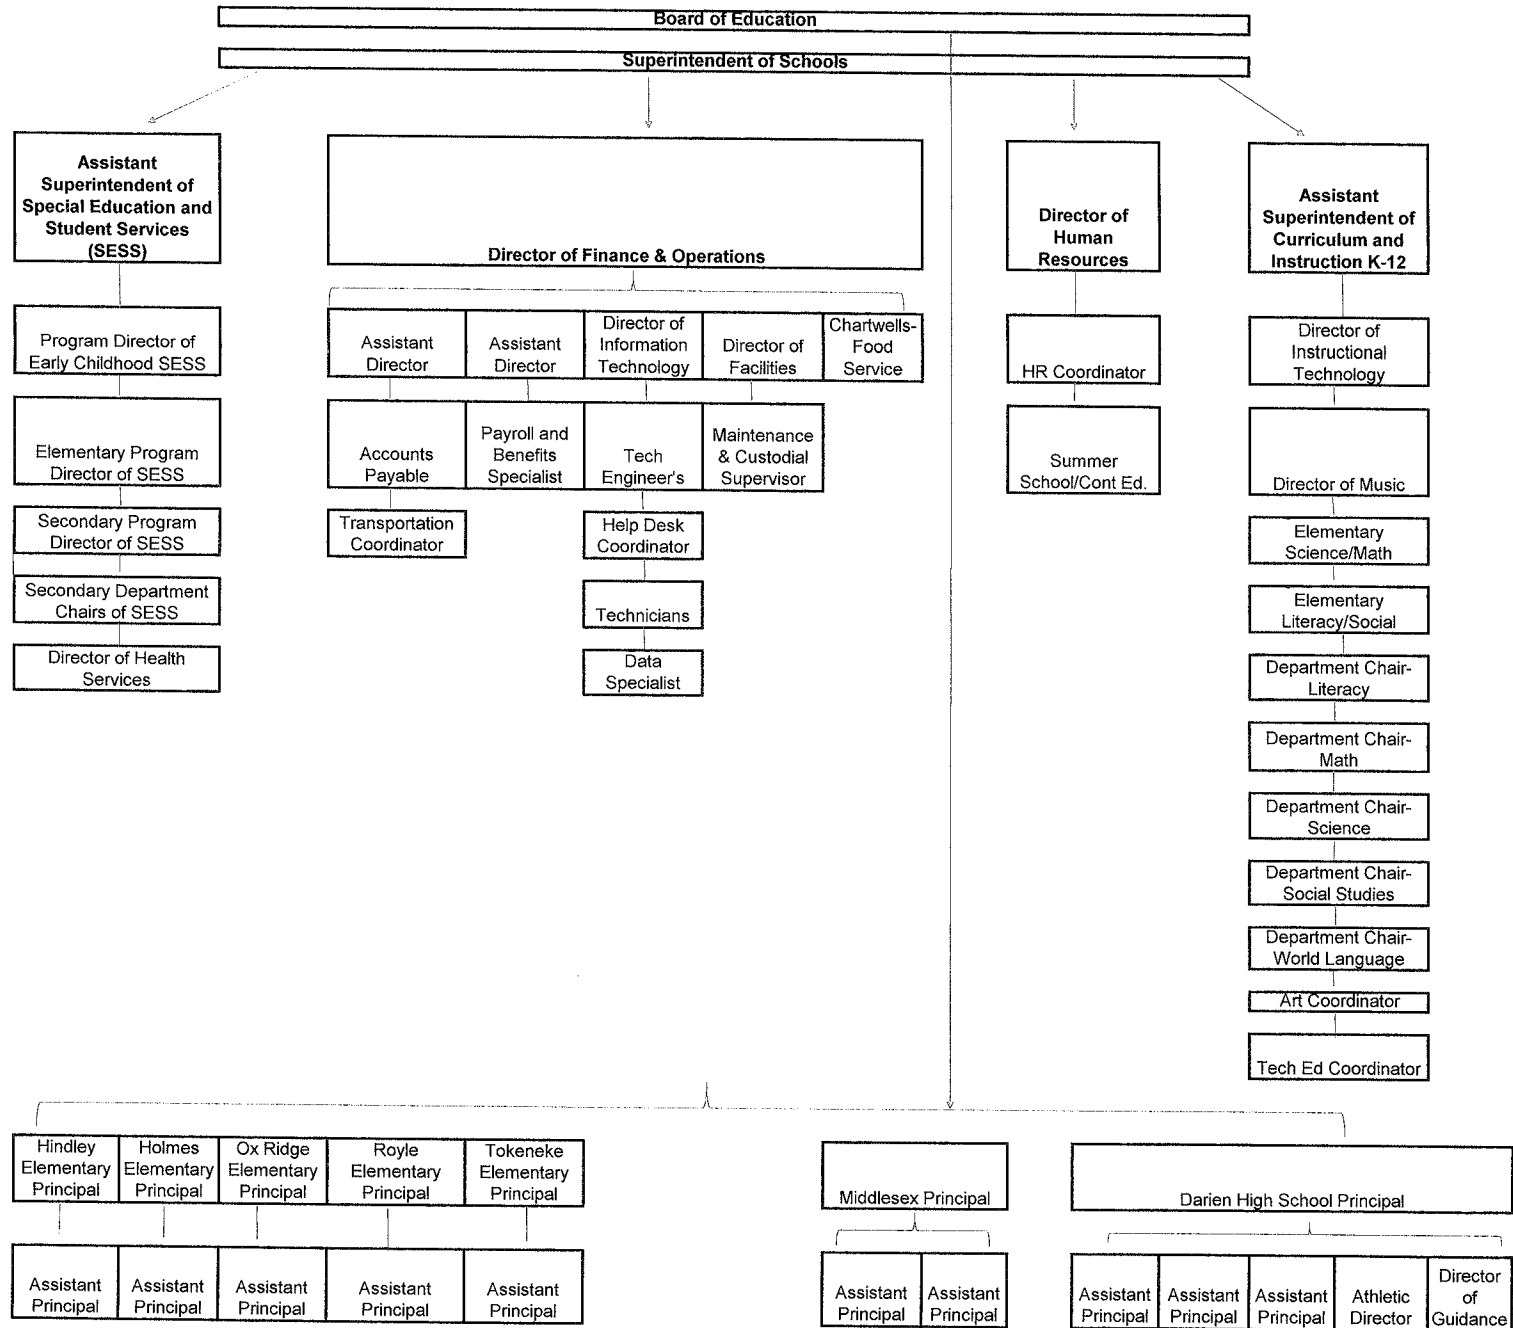 Board of Education
Superintendent of Schools
Assistant
Superintendent of
Special Education and
Student Services
(SESS)
Director of Finance & Operations
Director of
Human
Resources
Assistant
Superintendent of
Curriculum and
Instruction K-12
Program Director of
Early Childhood SESS
Elementary Program
Director of SESS
Secondary Program
Director of SESS
Secondary Department
Chairs of SESS
Director of Health
Services
Assistant
Director
Accounts
Payable
Transportation
Coordinator
Assistant
Director
Payroll and
Benefits
Specialist
Director of
Information
Technology
Tech
Engineer's
Help Desk
Coordinator
Technicians
Data
Specialist
Director of
Facilities
Maintenance
& Custodial
Supervisor
Chartwells-
Food
Service
HR Coordinator
Summer
School/Cont Ed.
Director of
Instructional
Technology
Director of Music
Elementary
Science/Math
Elementary
Literacy/Social
Department Chair-
Literacy
Department Chair-
Math
Department Chair-
Science
Department Chair-
Social Studies
Department Chair-
World Language
Art Coordinator
Tech Ed Coordinator
Hindley
Elementary
Principal
Holmes
Elementary
Principal
Ox Ridge
Elementary
Principal
Royle
Elementary
Principal
Tokeneke
Elementary
Principal
Middlesex Principal
Darien High School Principal
Assistant
Principal
Assistant
Principal
Assistant
Principal
Assistant
Principal
Assistant
Principal
Assistant
Principal
Assistant
Principal
Assistant
Principal
Assistant
Principal
Assistant
Principal
Athletic
Director
Director
of
Guidance